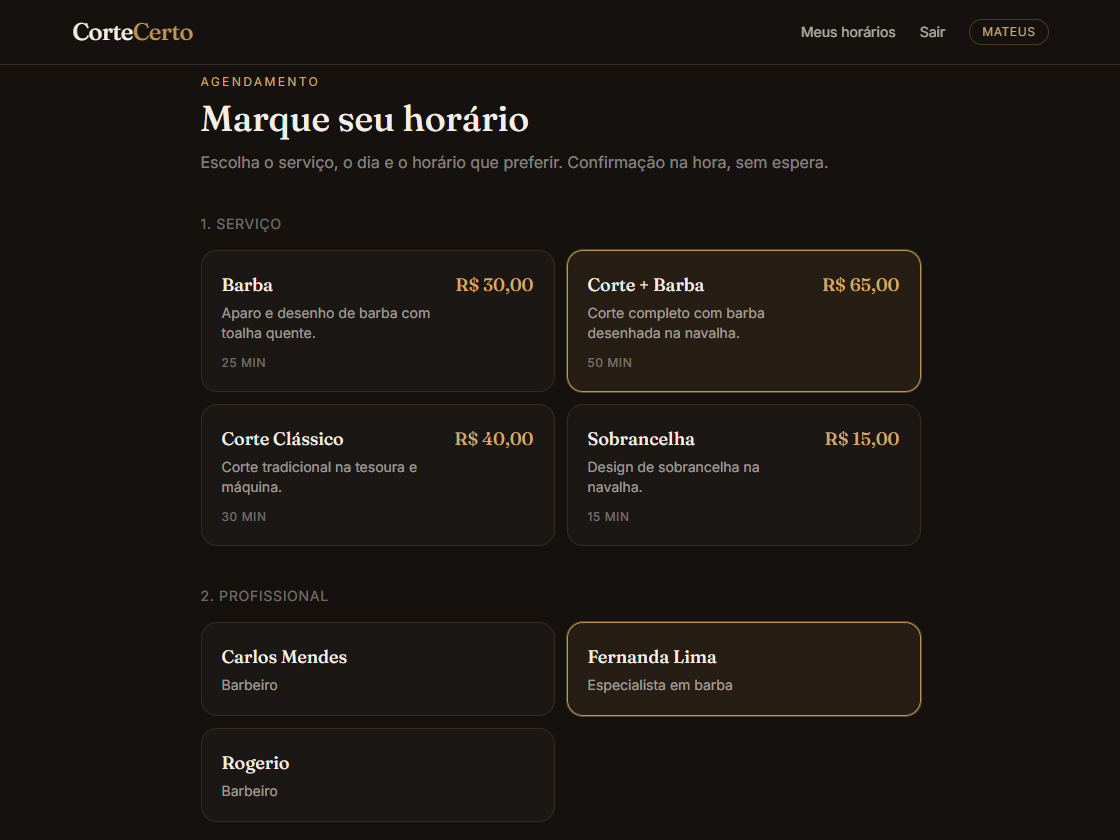 CorteCerto
Meus horários
Sair
MATEUS
AGENDAMENTO
Marque seu horário
Escolha o serviço, o dia e o horário que preferir. Confirmação na hora, sem espera.
1. SERVIÇO
Barba
R$ 30,00
Aparo e desenho de barba com
toalha quente.
25 MIN
Corte + Barba
R$ 65,00
Corte completo com barba
desenhada na navalha.
50 MIN
Corte Clássico
R$ 40,00
Corte tradicional na tesoura e
máquina.
30 MIN
Sobrancelha
R$ 15,00
Design de sobrancelha na
navalha.
15 MIN
2. PROFISSIONAL
Carlos Mendes
Barbeiro
Fernanda Lima
Especialista em barba
Rogerio
Barbeiro